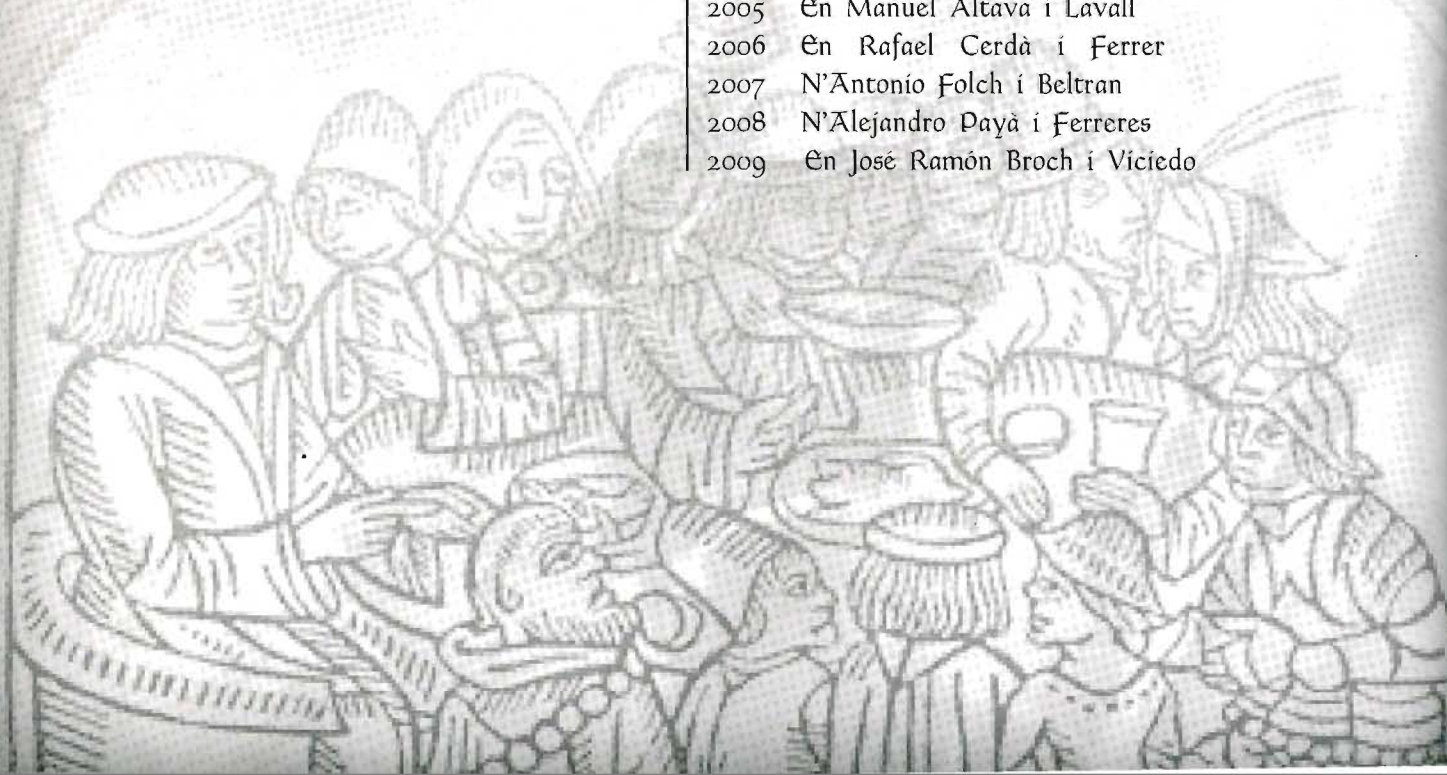 2005 En Manuel Altava i Lavall
2006 En Rafael Cerdà i Ferrer
2007 N'Antonio Folch i Beltran
2008 N'Alejandro Payà i Ferreres
2009 En José Ramón Broch i Viciedo